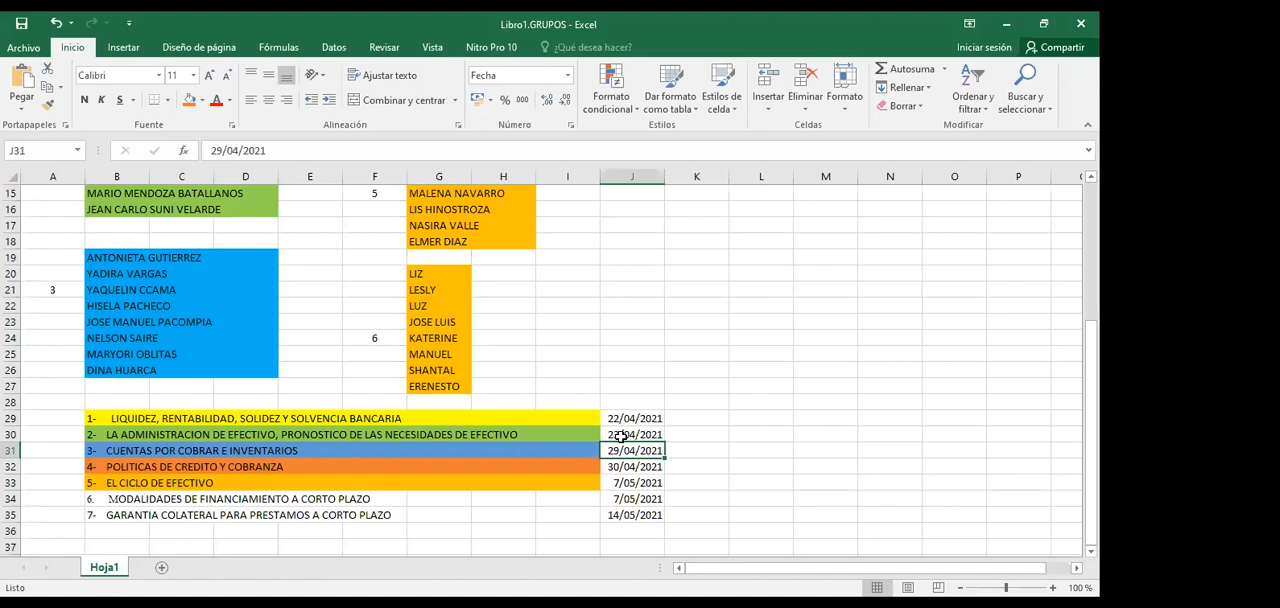 Libro1.GRUPOS - Excel
Archivo Inicio Insertar Diseño de página Fórmulas Datos Revisar Vista Nitro Pro 10 ¿Qué desea hacer? Iniciar sesión Compartir
Pegar
Calibri 11
N K S
Ajustar texto
Combinar y centrar
Fecha
% 000
Formato condicional
Dar formato como tabla
Estilos de celda
Insertar Eliminar Formato
Autosuma
Rellenar
Borrar
Ordenar y filtrar
Buscar y seleccionar
Portapapeles Fuente Alineación Número Estilos Celdas Modificar
J31 fx 29/04/2021
A B C D E F G H I J K L M N O P
15 MARIO MENDOZA BATALLANOS 5 MALENA NAVARRO
16 JEAN CARLO SUNI VELARDE LIS HINOSTROZA
17 NASIRA VALLE
18 ELMER DIAZ
19 ANTONIETA GUTIERREZ
20 YADIRA VARGAS LIZ
21 3 YAQUELIN CCAMA LESLY
22 HISELA PACHECO LUZ
23 JOSE MANUEL PACOMPIA JOSE LUIS
24 NELSON SAIRE 6 KATERINE
25 MARYORI OBLITAS MANUEL
26 DINA HUARCA SHANTAL
27 ERENESTO
28
29 1- LIQUIDEZ, RENTABILIDAD, SOLIDEZ Y SOLVENCIA BANCARIA 22/04/2021
30 2- LA ADMINISTRACION DE EFECTIVO, PRONOSTICO DE LAS NECESIDADES DE EFECTIVO
31 3- CUENTAS POR COBRAR E INVENTARIOS 29/04/2021
32 4- POLITICAS DE CREDITO Y COBRANZA 30/04/2021
33 5- EL CICLO DE EFECTIVO 7/05/2021
34 6. MODALIDADES DE FINANCIAMIENTO A CORTO PLAZO 7/05/2021
35 7- GARANTIA COLATERAL PARA PRESTAMOS A CORTO PLAZO 14/05/2021
36
37
Hoja1
Listo 100 %